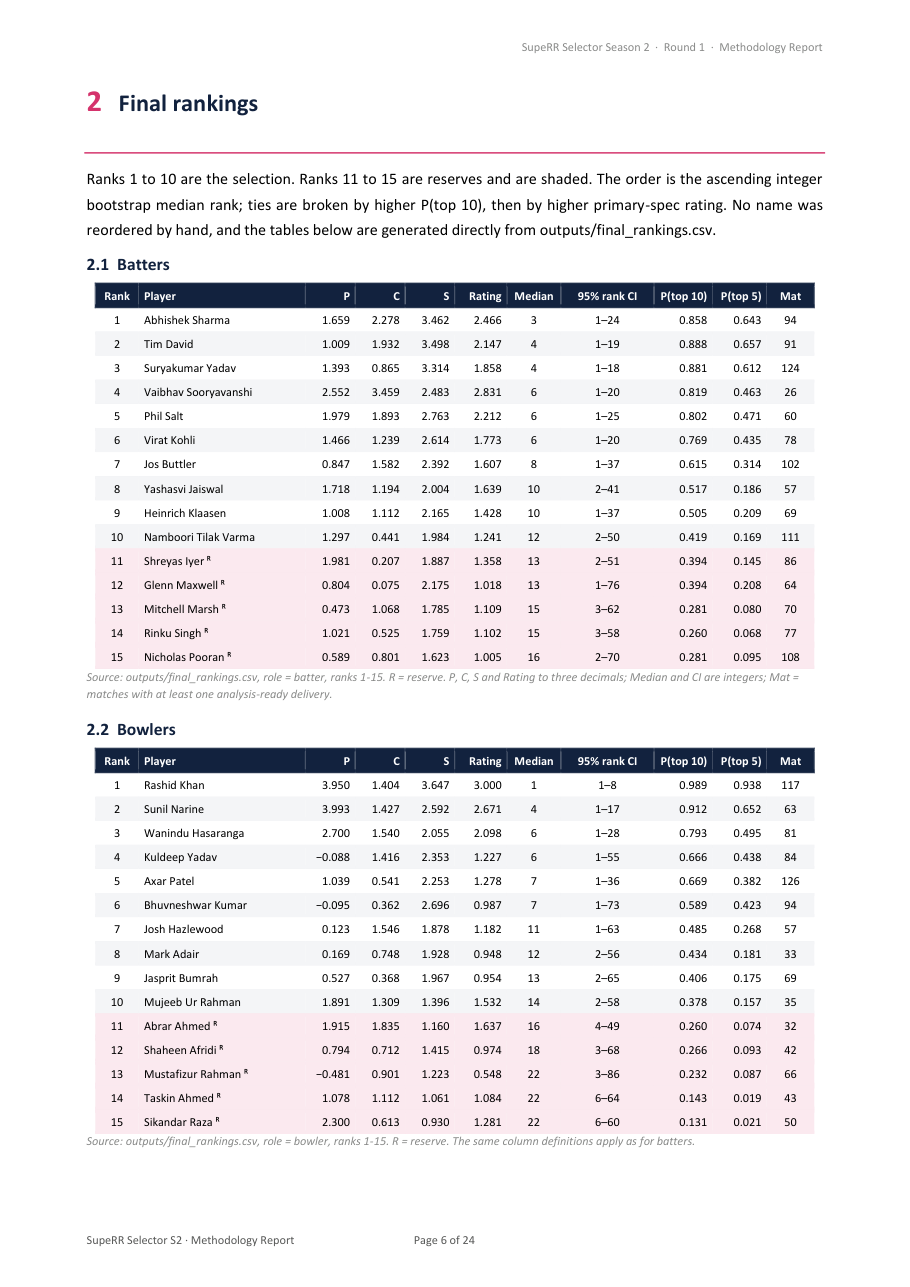 SupeRR Selector Season 2 · Round 1 · Methodology Report
2 Final rankings
Ranks 1 to 10 are the selection. Ranks 11 to 15 are reserves and are shaded. The order is the ascending integer
bootstrap median rank; ties are broken by higher P(top 10), then by higher primary-spec rating. No name was
reordered by hand, and the tables below are generated directly from outputs/final_rankings.csv.
2.1 Batters
Rank Player P C S Rating Median 95% rank CI P(top 10) P(top 5) Mat
1 Abhishek Sharma 1.659 2.278 3.462 2.466 3 1–24 0.858 0.643 94
2 Tim David 1.009 1.932 3.498 2.147 4 1–19 0.888 0.657 91
3 Suryakumar Yadav 1.393 0.865 3.314 1.858 4 1–18 0.881 0.612 124
4 Vaibhav Sooryavanshi 2.552 3.459 2.483 2.831 6 1–20 0.819 0.463 26
5 Phil Salt 1.979 1.893 2.763 2.212 6 1–25 0.802 0.471 60
6 Virat Kohli 1.466 1.239 2.614 1.773 6 1–20 0.769 0.435 78
7 Jos Buttler 0.847 1.582 2.392 1.607 8 1–37 0.615 0.314 102
8 Yashasvi Jaiswal 1.718 1.194 2.004 1.639 10 2–41 0.517 0.186 57
9 Heinrich Klaasen 1.008 1.112 2.165 1.428 10 1–37 0.505 0.209 69
10 Namboori Tilak Varma 1.297 0.441 1.984 1.241 12 2–50 0.419 0.169 111
11 Shreyas Iyer ᴿ 1.981 0.207 1.887 1.358 13 2–51 0.394 0.145 86
12 Glenn Maxwell ᴿ 0.804 0.075 2.175 1.018 13 1–76 0.394 0.208 64
13 Mitchell Marsh ᴿ 0.473 1.068 1.785 1.109 15 3–62 0.281 0.080 70
14 Rinku Singh ᴿ 1.021 0.525 1.759 1.102 15 3–58 0.260 0.068 77
15 Nicholas Pooran ᴿ 0.589 0.801 1.623 1.005 16 2–70 0.281 0.095 108
Source: outputs/final_rankings.csv, role = batter, ranks 1-15. R = reserve. P, C, S and Rating to three decimals; Median and CI are integers; Mat =
matches with at least one analysis-ready delivery.
2.2 Bowlers
Rank Player P C S Rating Median 95% rank CI P(top 10) P(top 5) Mat
1 Rashid Khan 3.950 1.404 3.647 3.000 1 1–8 0.989 0.938 117
2 Sunil Narine 3.993 1.427 2.592 2.671 4 1–17 0.912 0.652 63
3 Wanindu Hasaranga 2.700 1.540 2.055 2.098 6 1–28 0.793 0.495 81
4 Kuldeep Yadav −0.088 1.416 2.353 1.227 6 1–55 0.666 0.438 84
5 Axar Patel 1.039 0.541 2.253 1.278 7 1–36 0.669 0.382 126
6 Bhuvneshwar Kumar −0.095 0.362 2.696 0.987 7 1–73 0.589 0.423 94
7 Josh Hazlewood 0.123 1.546 1.878 1.182 11 1–63 0.485 0.268 57
8 Mark Adair 0.169 0.748 1.928 0.948 12 2–56 0.434 0.181 33
9 Jasprit Bumrah 0.527 0.368 1.967 0.954 13 2–65 0.406 0.175 69
10 Mujeeb Ur Rahman 1.891 1.309 1.396 1.532 14 2–58 0.378 0.157 35
11 Abrar Ahmed ᴿ 1.915 1.835 1.160 1.637 16 4–49 0.260 0.074 32
12 Shaheen Afridi ᴿ 0.794 0.712 1.415 0.974 18 3–68 0.266 0.093 42
13 Mustafizur Rahman ᴿ −0.481 0.901 1.223 0.548 22 3–86 0.232 0.087 66
14 Taskin Ahmed ᴿ 1.078 1.112 1.061 1.084 22 6–64 0.143 0.019 43
15 Sikandar Raza ᴿ 2.300 0.613 0.930 1.281 22 6–60 0.131 0.021 50
Source: outputs/final_rankings.csv, role = bowler, ranks 1-15. R = reserve. The same column definitions apply as for batters.
SupeRR Selector S2 · Methodology Report Page 6 of 24